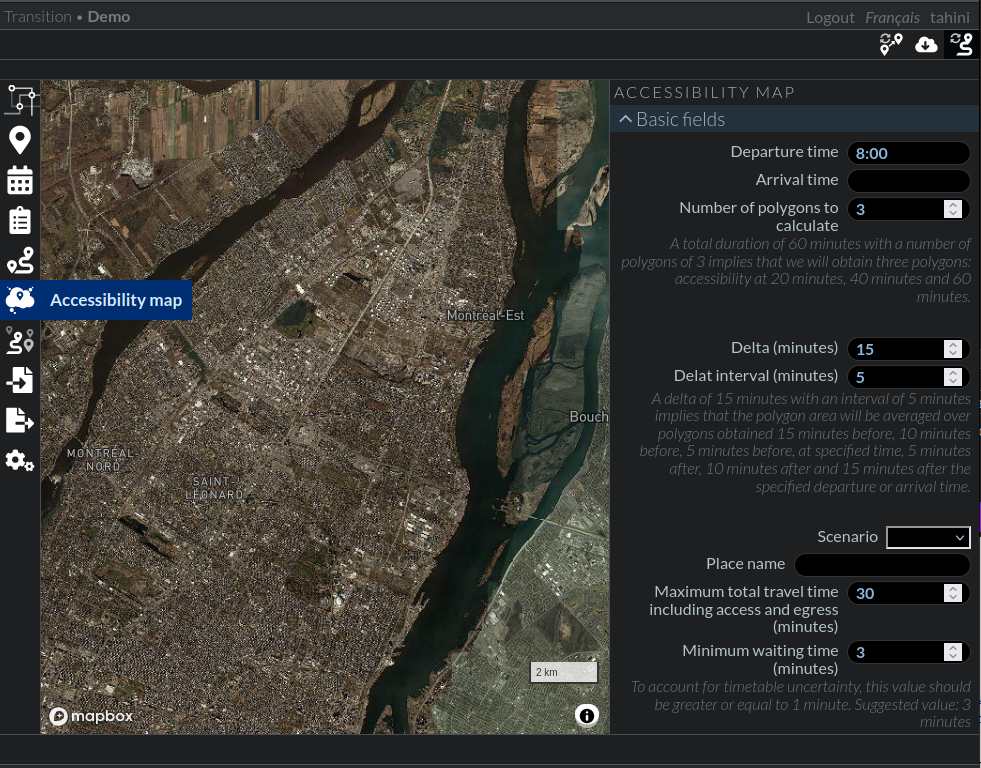 Transition • Demo
Logout Français tahini
ACCESSIBILITY MAP
Basic fields
Departure time 8:00
Arrival time
Number of polygons to
calculate
3
A total duration of 60 minutes with a number of
polygons of 3 implies that we will obtain three polygons:
accessibility at 20 minutes, 40 minutes and 60
minutes.
Delta (minutes) 15
Delat interval (minutes) 5
A delta of 15 minutes with an interval of 5 minutes
implies that the polygon area will be averaged over
polygons obtained 15 minutes before, 10 minutes
before, 5 minutes before, at specified time, 5 minutes
after, 10 minutes after and 15 minutes after the
specified departure or arrival time.
Scenario
Place name
Maximum total travel time
including access and egress
(minutes)
30
Minimum waiting time
(minutes)
3
To account for timetable uncertainty, this value should
be greater or equal to 1 minute. Suggested value: 3
minutes
Accessibility map
Montréal-Est
Bouch
MONTRÉAL
NORD
SAINT-
LÉONARD
2 km
mapbox